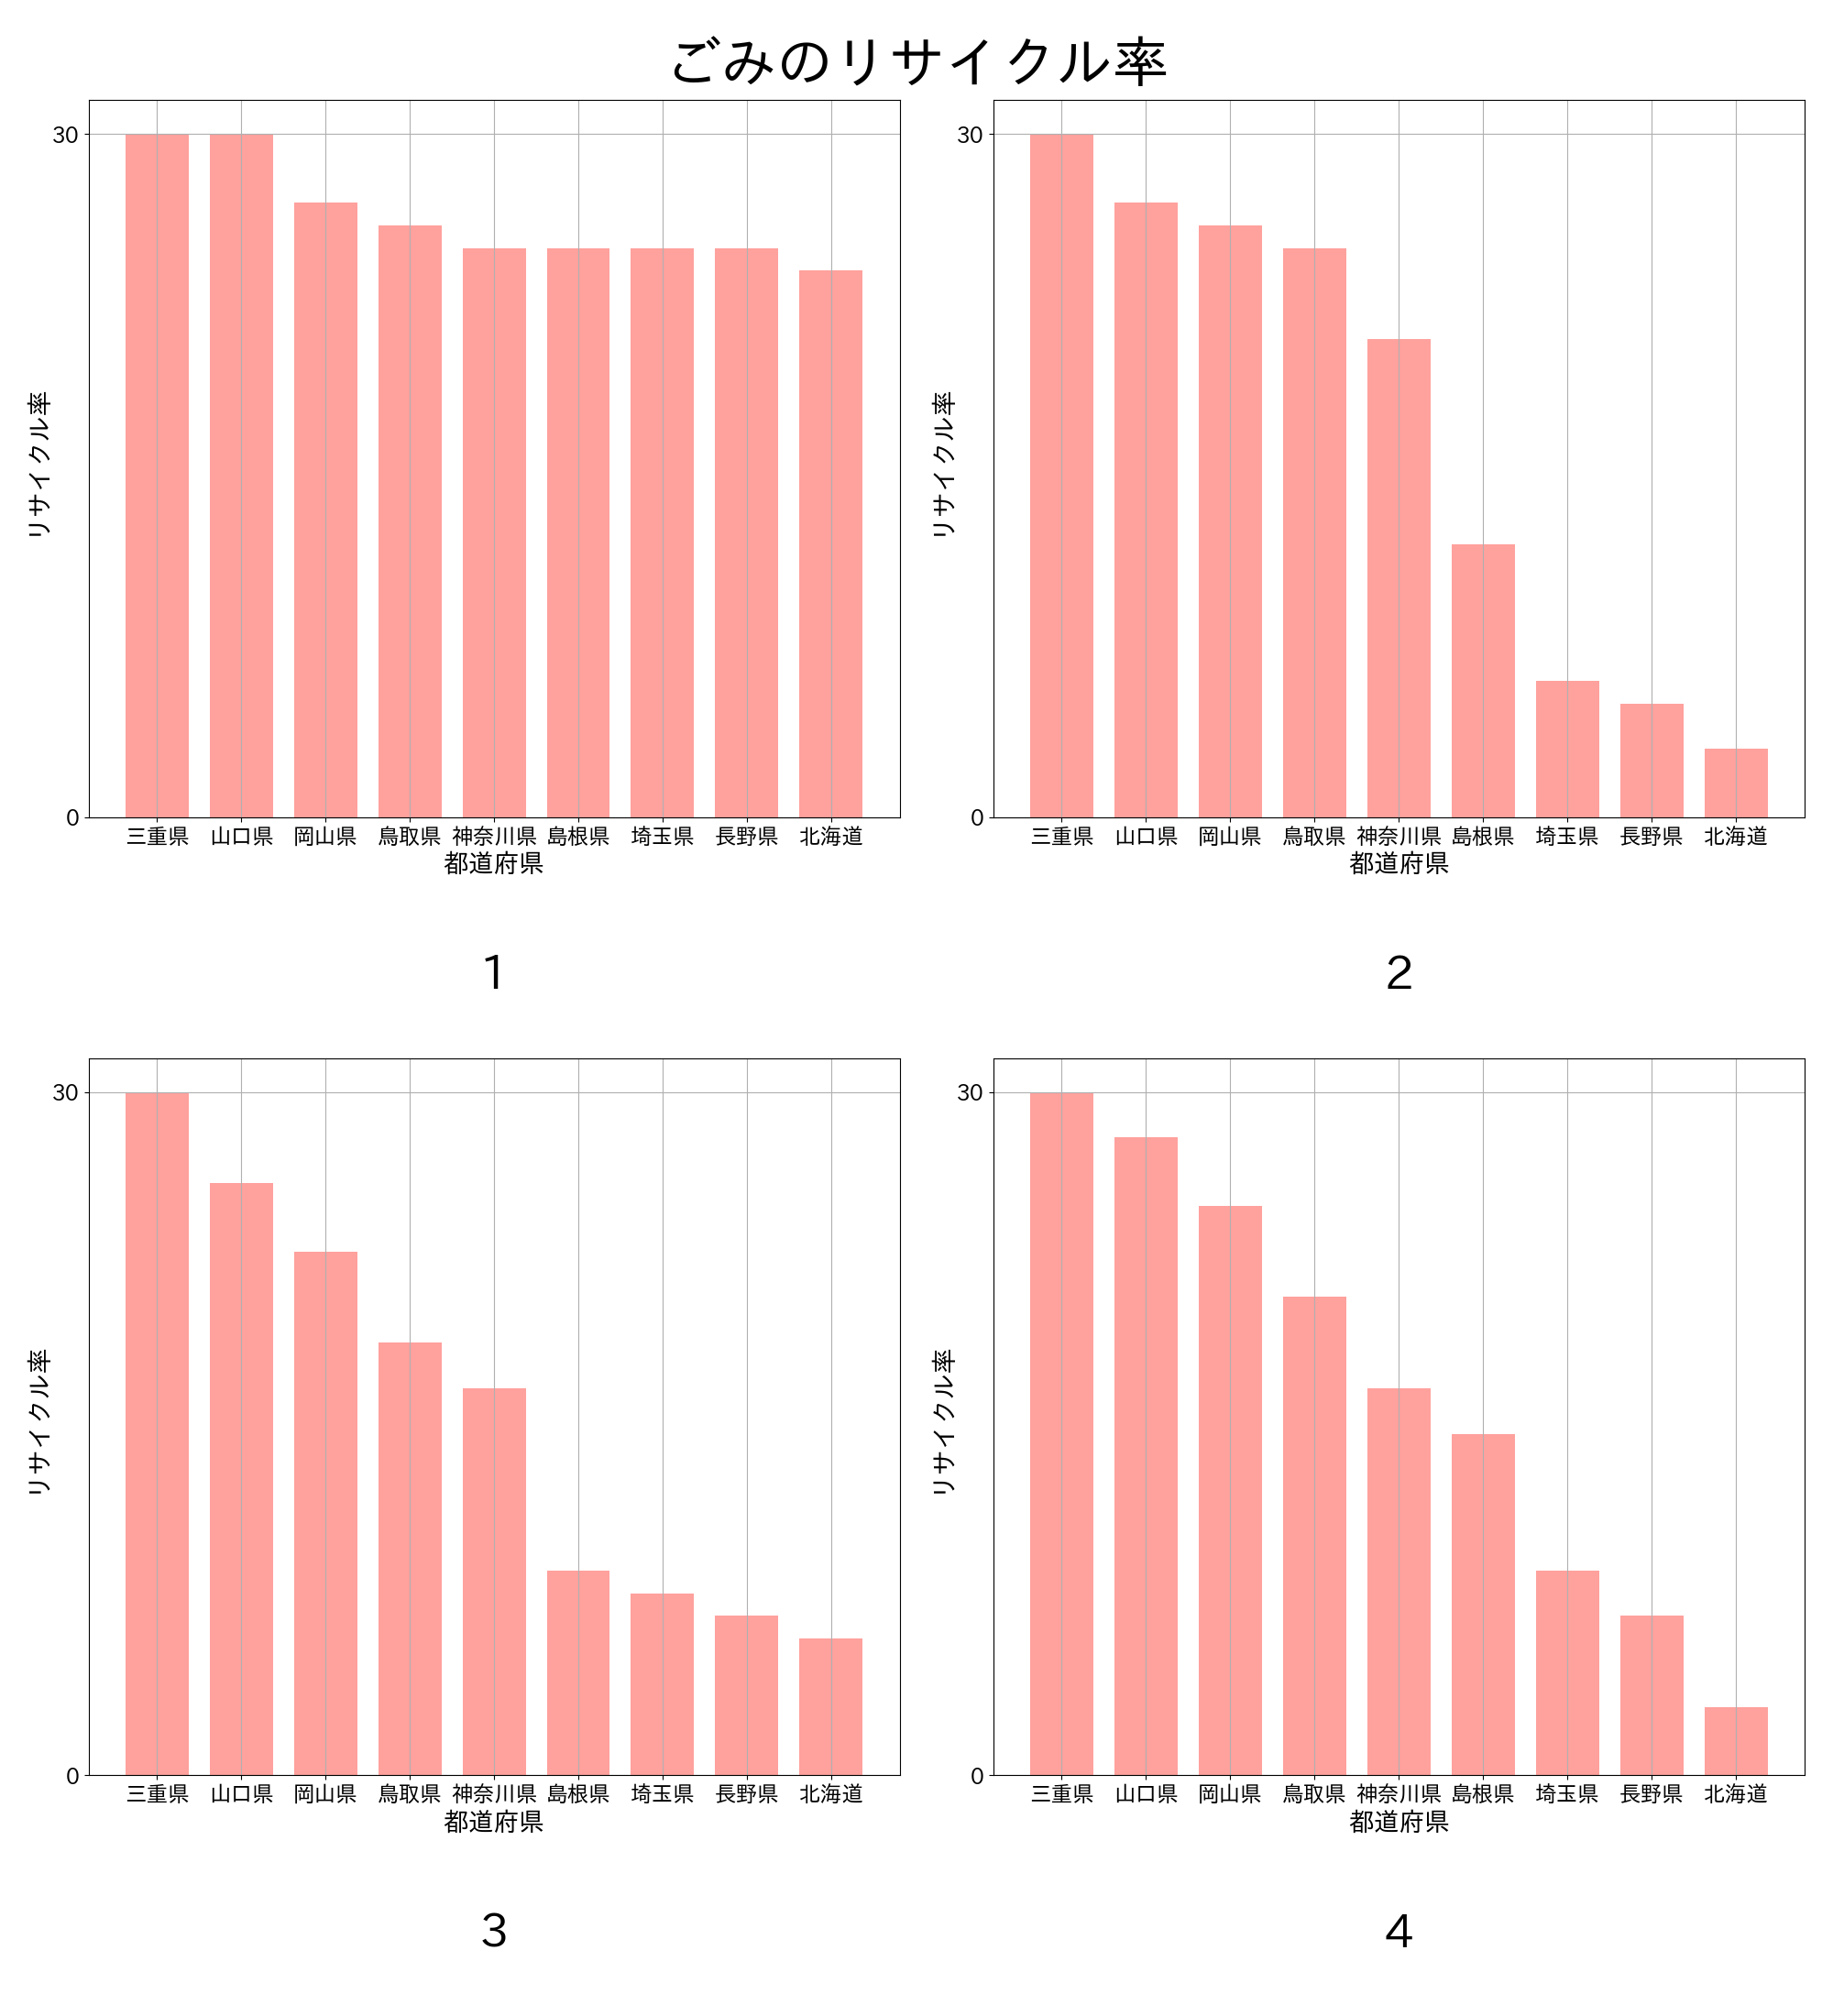 ごみのリサイクル率
30
0
リサイクル率
三重県 山口県 岡山県 鳥取県 神奈川県 島根県 埼玉県 長野県 北海道
都道府県
1
30
0
リサイクル率
三重県 山口県 岡山県 鳥取県 神奈川県 島根県 埼玉県 長野県 北海道
都道府県
2
30
0
リサイクル率
三重県 山口県 岡山県 鳥取県 神奈川県 島根県 埼玉県 長野県 北海道
都道府県
3
30
0
リサイクル率
三重県 山口県 岡山県 鳥取県 神奈川県 島根県 埼玉県 長野県 北海道
都道府県
4